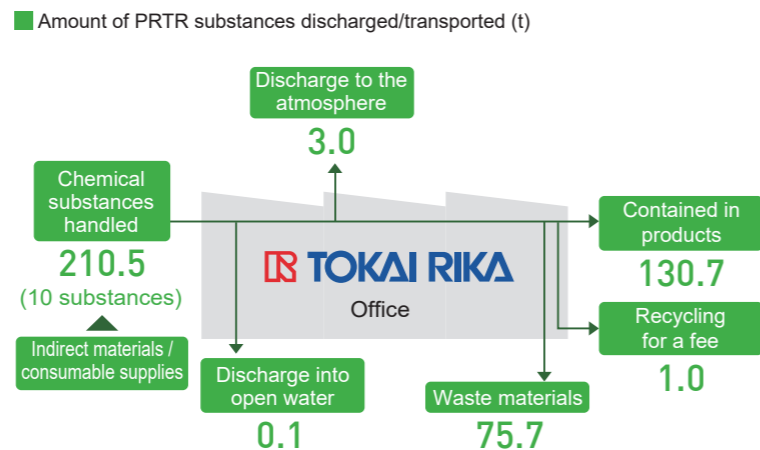 Amount of PRTR substances discharged/transported (t)
Discharge to the
atmosphere
3.0
Chemical
substances
handled
210.5
(10 substances)
Indirect materials /
consumable supplies
TOKAI RIKA
Office
Contained in
products
130.7
Recycling
for a fee
1.0
Discharge into
open water
0.1
Waste materials
75.7